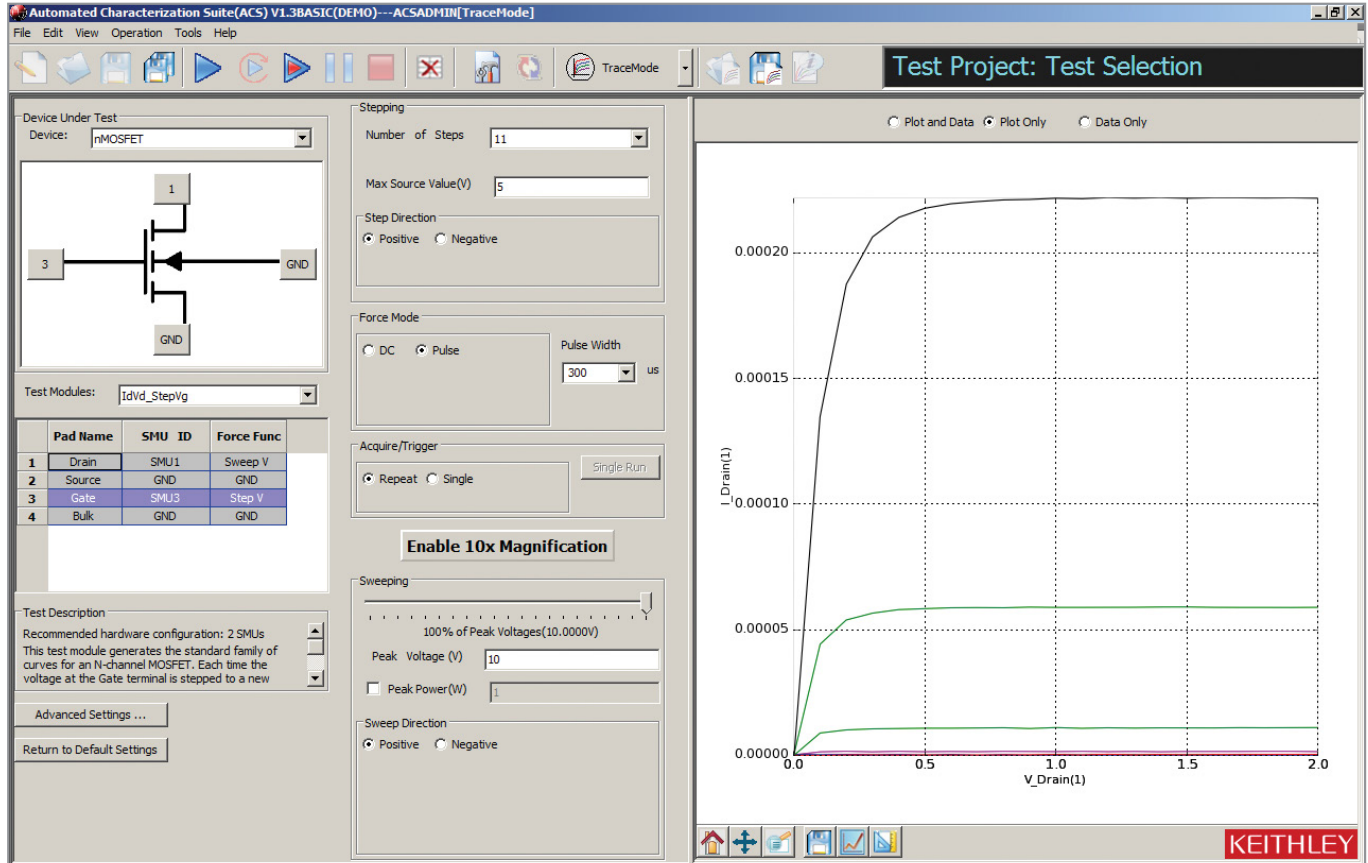 Automated Characterization Suite(ACS) V1.3BASIC(DEMO)---ACSADMIN[TraceMode]
File Edit View Operation Tools Help
TraceMode
Test Project: Test Selection
Device Under Test
Device: nMOSFET
1
3
GND
GND
Test Modules: IdVd_StepVg
Pad Name SMU ID Force Func
1 Drain SMU1 Sweep V
2 Source GND GND
3 Gate SMU3 Step V
4 Bulk GND GND
Test Description
Recommended hardware configuration: 2 SMUs
This test module generates the standard family of
curves for an N-channel MOSFET. Each time the
voltage at the Gate terminal is stepped to a new
Advanced Settings ...
Return to Default Settings
Stepping
Number of Steps 11
Max Source Value(V) 5
Step Direction
Positive Negative
Force Mode
DC Pulse
Pulse Width
300 us
Acquire/Trigger
Repeat Single
Single Run
Enable 10x Magnification
Sweeping
100% of Peak Voltages(10.0000V)
Peak Voltage (V) 10
Peak Power(W) 1
Sweep Direction
Positive Negative
Plot and Data Plot Only Data Only
0.00020
0.00015
0.00010
0.00005
0.00000
I_Drain(1)
0.0 0.5 1.0 1.5 2.0
V_Drain(1)
KEITHLEY